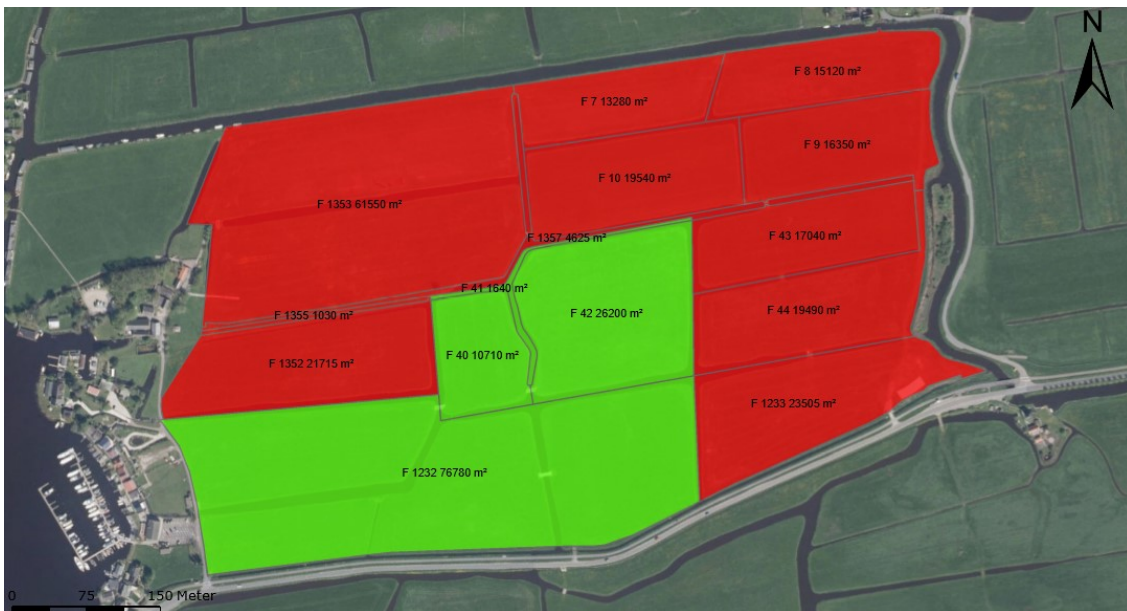 N
F 8 15120 m²
F 7 13280 m²
F 9 16350 m²
F 10 19540 m²
F 1353 61550 m²
F 1357 4625 m²
F 43 17040 m²
F 41 1640 m²
F 42 26200 m²
F 44 19490 m²
F 1355 1030 m²
F 40 10710 m²
F 1352 21715 m²
F 1233 23505 m²
F 1232 76780 m²
0 75 150 Meter